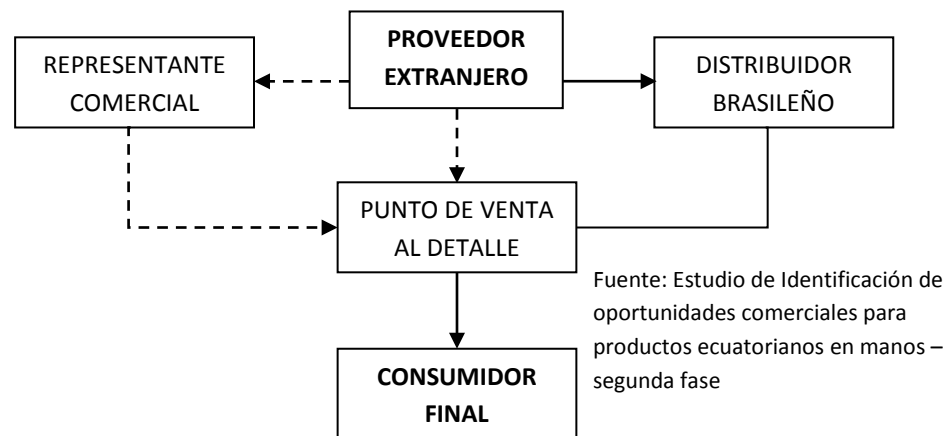 REPRESENTANTE
COMERCIAL
PROVEEDOR
EXTRANJERO
DISTRIBUIDOR
BRASILEÑO
PUNTO DE VENTA
AL DETALLE
Fuente: Estudio de Identificación de
oportunidades comerciales para
productos ecuatorianos en manos –
segunda fase
CONSUMIDOR
FINAL